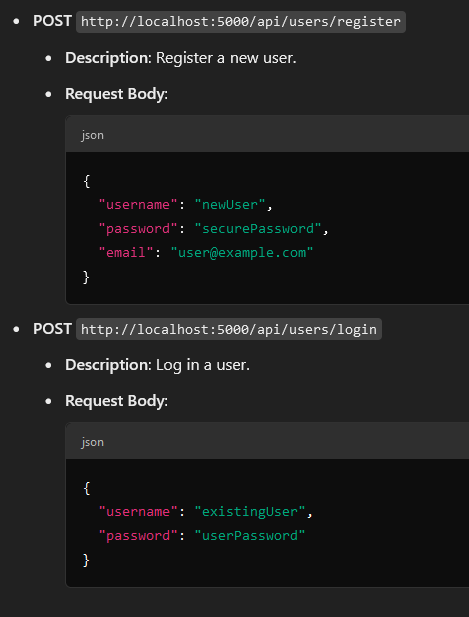 POST http://localhost:5000/api/users/register
Description: Register a new user.
Request Body:
json
{
"username": "newUser",
"password": "securePassword",
"email": "user@example.com"
}
POST http://localhost:5000/api/users/login
Description: Log in a user.
Request Body:
json
{
"username": "existingUser",
"password": "userPassword"
}